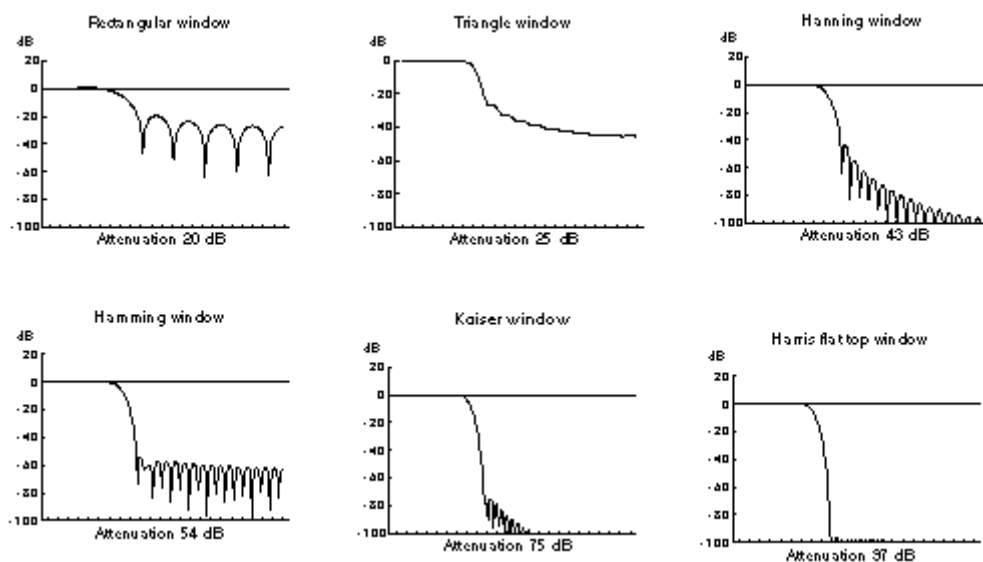 Rectangular window
dB
20
0
-20
-40
-60
-80
-100
Attenuation 20 dB
Triangle window
dB
20
0
-20
-40
-60
-80
-100
Attenuation 25 dB
Hanning window
dB
20
0
-20
-40
-60
-80
-100
Attenuation 43 dB
Hamming window
dB
20
0
-20
-40
-60
-80
-100
Attenuation 54 dB
Kaiser window
dB
20
0
-20
-40
-60
-80
-100
Attenuation 75 dB
Harris flat top window
dB
20
0
-20
-40
-60
-80
-100
Attenuation 97 dB